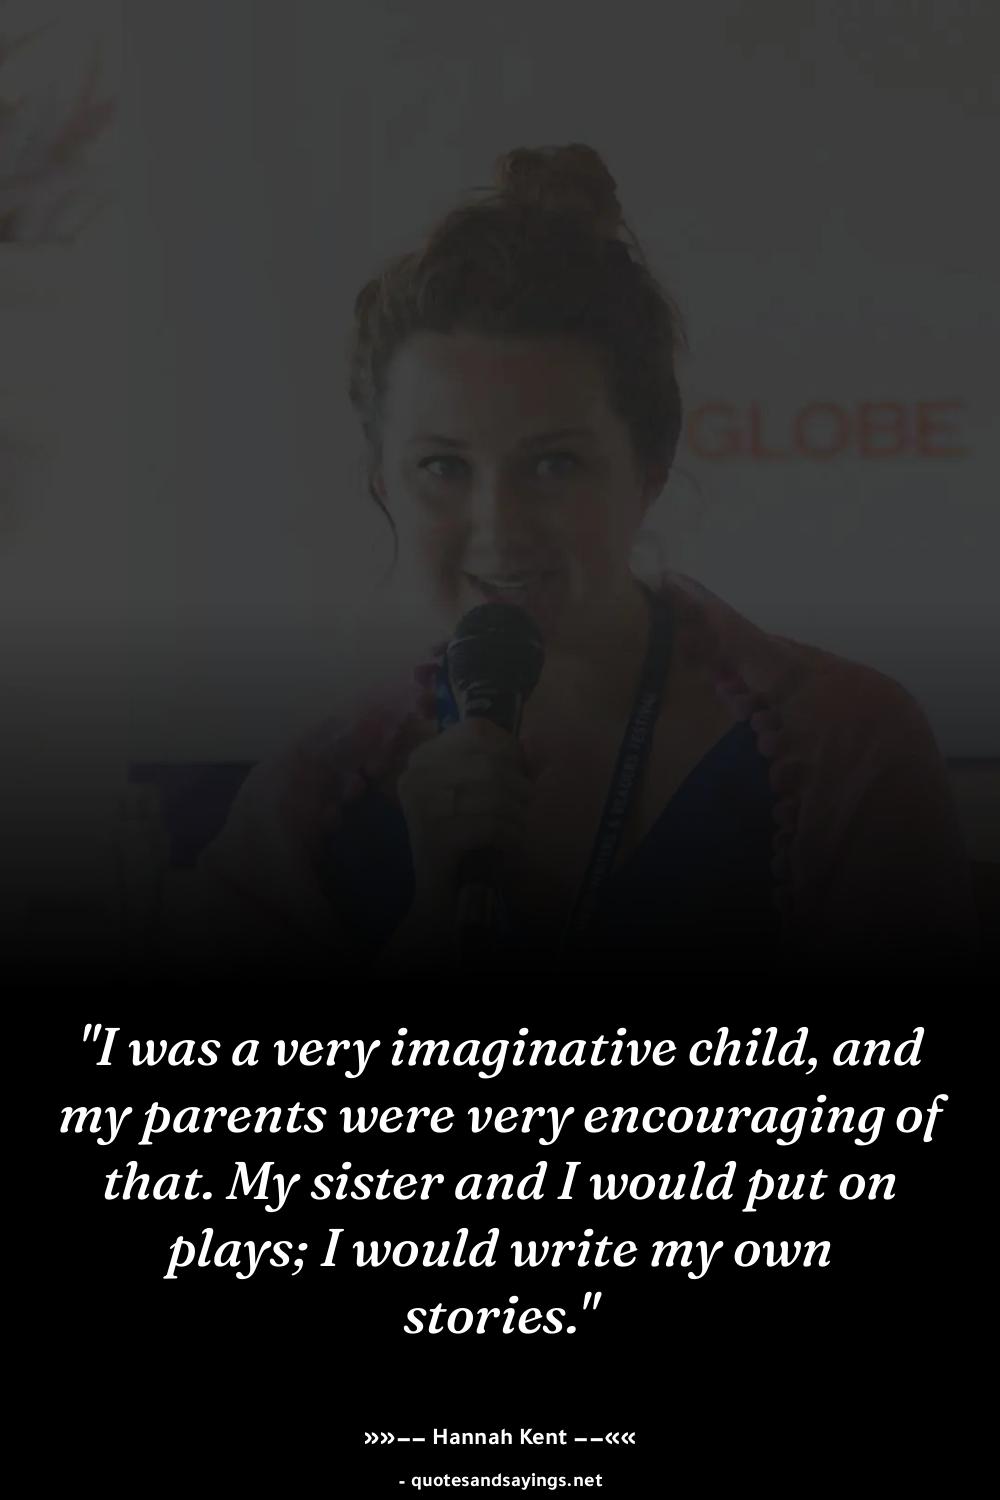 GLOBE
"I was a very imaginative child, and
my parents were very encouraging of
that. My sister and I would put on
plays; I would write my own
stories."
»»−− Hannah Kent −−««
- quotesandsayings.net